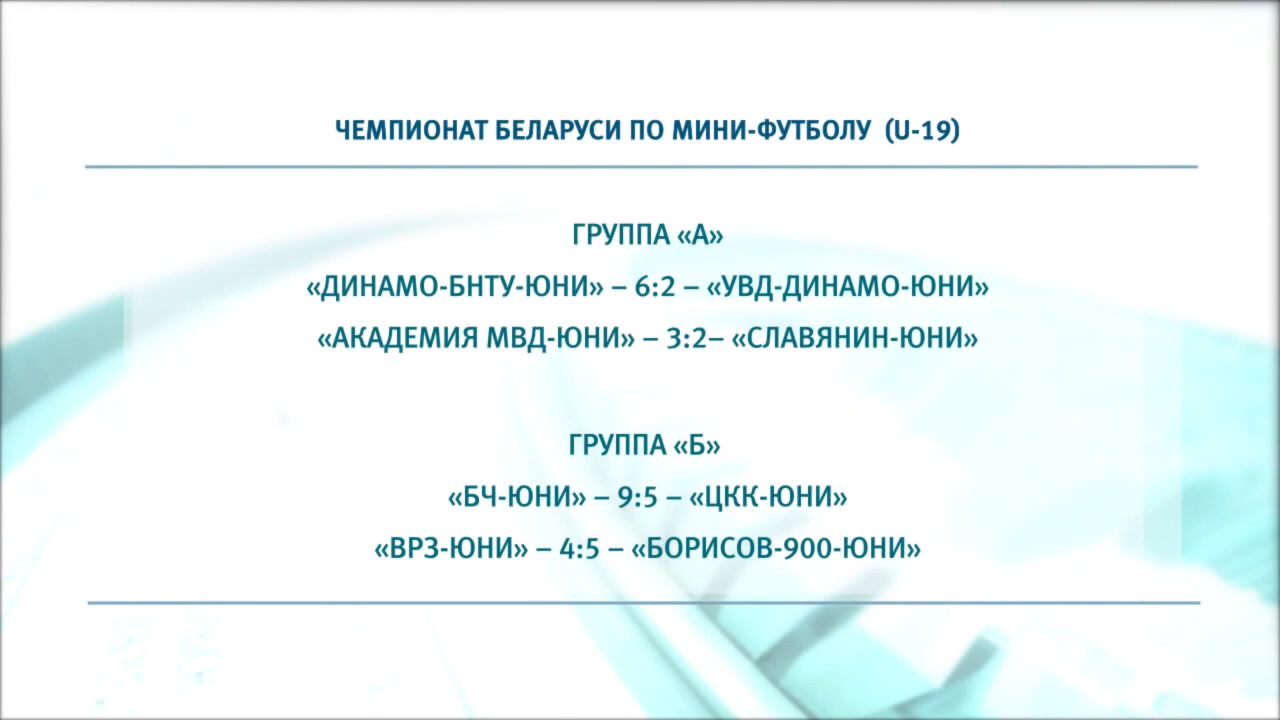 ЧЕМПИОНАТ БЕЛАРУСИ ПО МИНИ-ФУТБОЛУ (U-19)
ГРУППА «А»
«ДИНАМО-БНТУ-ЮНИ» – 6:2 – «УВД-ДИНАМО-ЮНИ»
«АКАДЕМИЯ МВД-ЮНИ» – 3:2– «СЛАВЯНИН-ЮНИ»
ГРУППА «Б»
«БЧ-ЮНИ» – 9:5 – «ЦКК-ЮНИ»
«ВРЗ-ЮНИ» – 4:5 – «БОРИСОВ-900-ЮНИ»